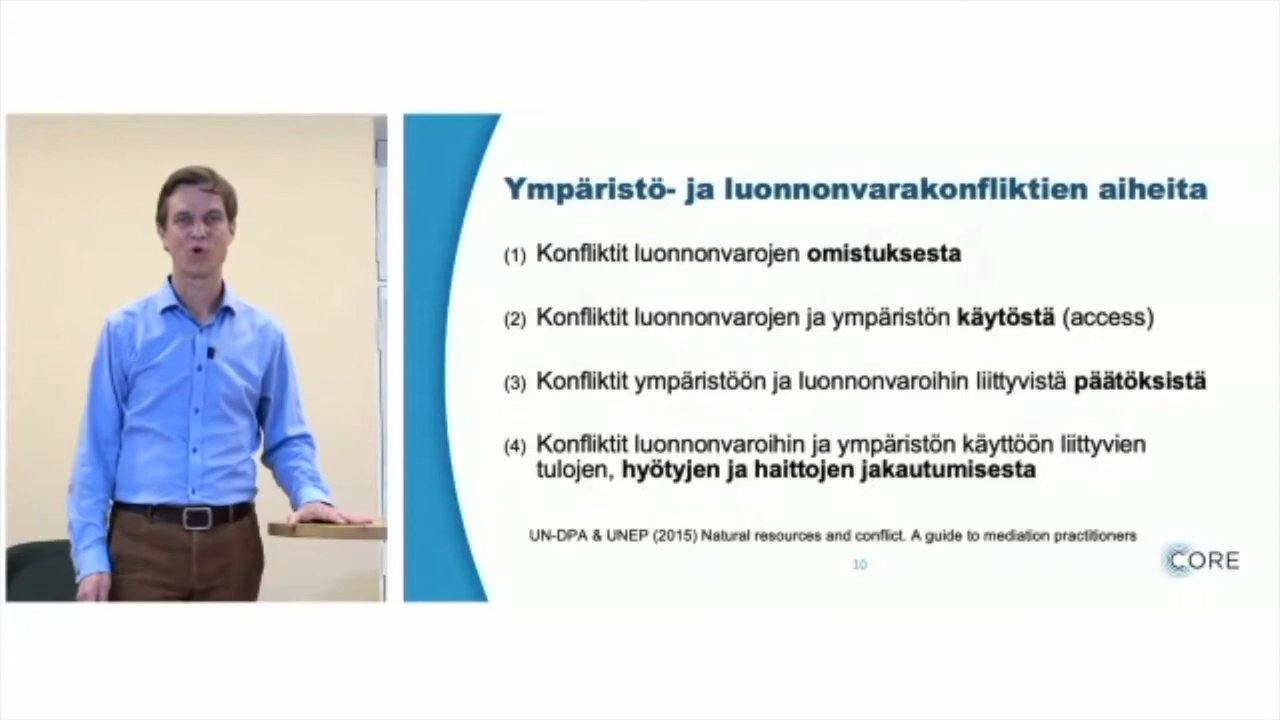 Ympäristö- ja luonnonvarakonfliktien aiheita
(1) Konfliktit luonnonvarojen omistuksesta
(2) Konfliktit luonnonvarojen ja ympäristön käytöstä (access)
(3) Konfliktit ympäristöön ja luonnonvaroihin liittyvistä päätöksistä
(4) Konfliktit luonnonvaroihin ja ympäristön käyttöön liittyvien
tulojen, hyötyjen ja haittojen jakautumisesta
UN-DPA & UNEP (2015) Natural resources and conflict. A guide to mediation practitioners
10
CORE